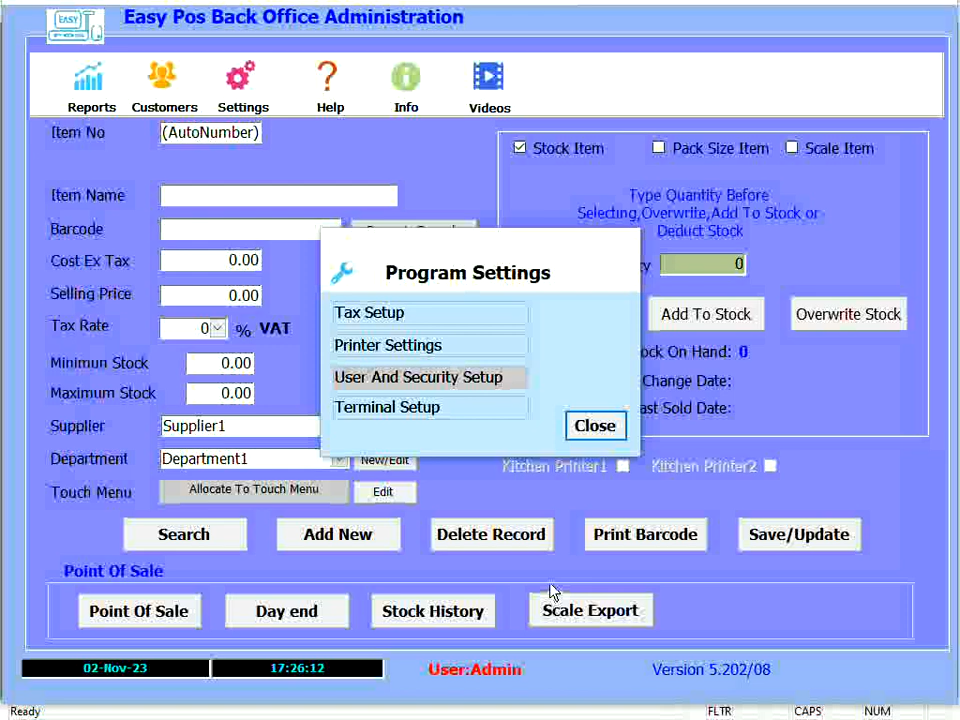 EASY
Easy Pos Back Office Administration
Reports Customers Settings Help Info Videos
Item No (AutoNumber)
Stock Item Pack Size Item Scale Item
Item Name
Type Quantity Before
Selecting,Overwrite,Add To Stock or
Deduct Stock
Barcode
Cost Ex Tax 0.00
0
Selling Price 0.00
Tax Rate 0 % VAT
Add To Stock Overwrite Stock
Program Settings
Tax Setup
Printer Settings
User And Security Setup
Terminal Setup
Close
Minimun Stock 0.00
On Hand: 0
Change Date:
Maximum Stock 0.00
Sold Date:
Supplier Supplier1
Department Department1 New/Edit
Kitchen Printer1 Kitchen Printer2
Touch Menu Allocate To Touch Menu Edit
Search Add New Delete Record Print Barcode Save/Update
Point Of Sale
Point Of Sale Day end Stock History Scale Export
02-Nov-23 17:26:12 User:Admin Version 5.202/08
Ready FLTR CAPS NUM